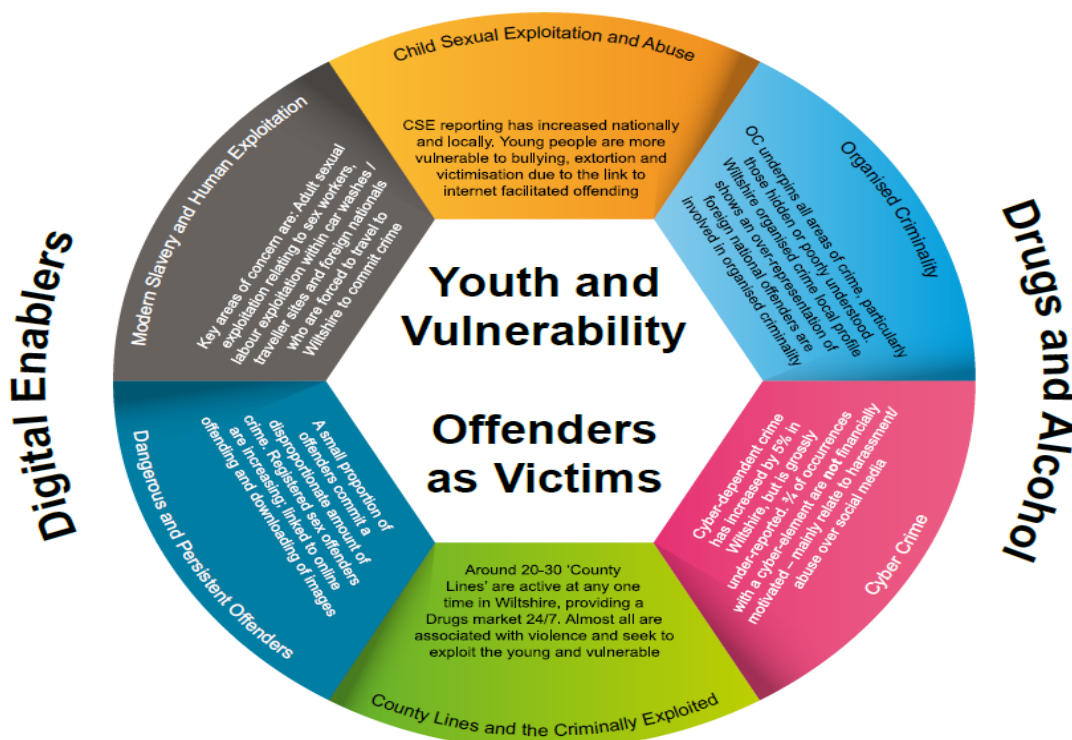 Child Sexual Exploitation and Abuse
CSE reporting has increased nationally
and locally. Young people are more
vulnerable to bullying, extortion and
victimisation due to the link to
internet facilitated offending
Organised Criminality
OC underpins all areas of crime, particularly
those hidden or poorly understood.
Wiltshire organised crime local profile
shows an over-representation of
foreign national offenders are
involved in organised criminality
Cyber Crime
Cyber-dependent crime
has increased by 5% in
Wiltshire, but is grossly
under-reported. ¾ of occurrences
with a cyber-element are not financially
motivated – mainly relate to harassment/
abuse over social media
County Lines and the Criminally Exploited
Around 20-30 ‘County
Lines’ are active at any one
time in Wiltshire, providing a
Drugs market 24/7. Almost all are
associated with violence and seek to
exploit the young and vulnerable
Dangerous and Persistent Offenders
A small proportion of
offenders commit a
disproportionate amount of
crime. Registered sex offenders
are increasing; linked to online
offending and downloading of images
Modern Slavery and Human Exploitation
Key areas of concern are: Adult sexual
exploitation relating to sex workers,
labour exploitation within car washes /
traveller sites and foreign nationals
who are forced to travel to
Wiltshire to commit crime
Youth and
Vulnerability
Offenders
as Victims
Digital Enablers
Drugs and Alcohol